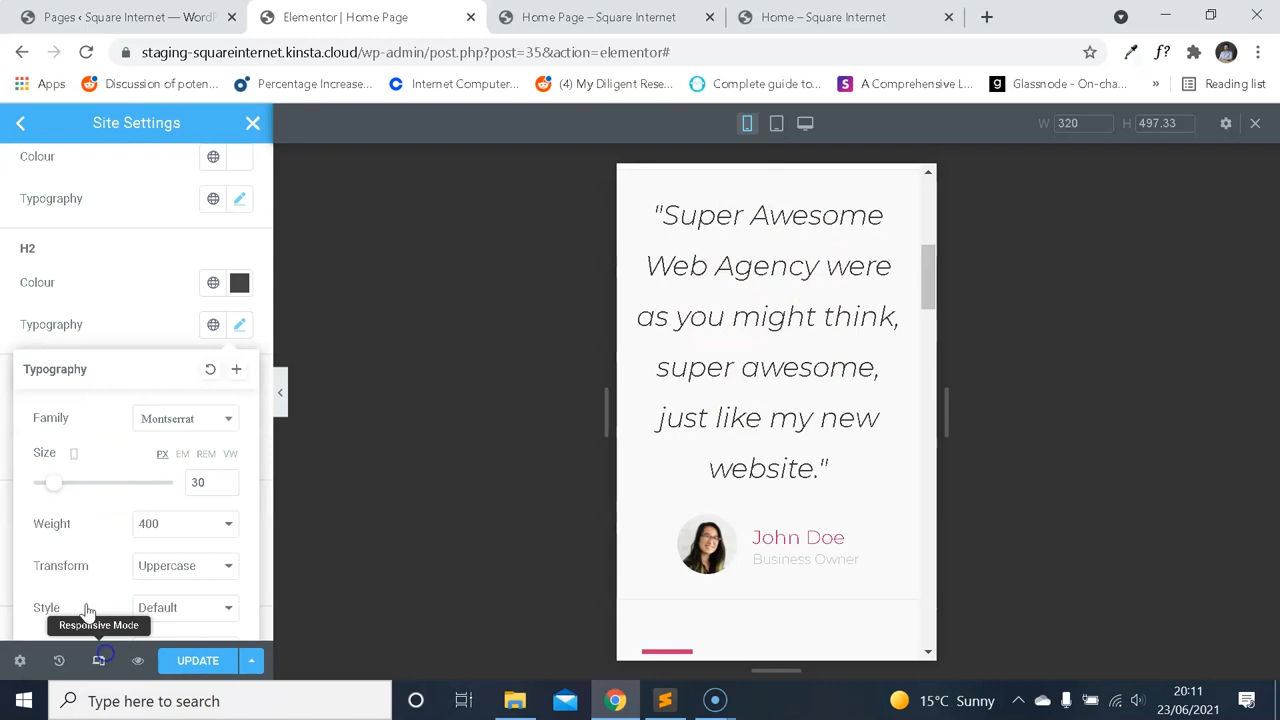 Pages ‹ Square Internet — WordP
Elementor | Home Page
Home Page – Square Internet
Home – Square Internet
staging-squareinternet.kinsta.cloud/wp-admin/post.php?post=35&action=elementor#
f?
Apps
Discussion of poten...
Percentage Increase...
Internet Computer...
(4) My Diligent Rese...
Complete guide to...
S
A Complete L...
g
Glassnode - On-cha...
»
Reading list
Site Settings
W 320
H 497.33
Colour
Typography
H2
Colour
Typography
Typography
Family
Montserrat
Size
PX EM REM VW
30
Weight
400
Transform
Uppercase
Style
Default
Responsive Mode
UPDATE
"Super Awesome
Web Agency were
as you might think,
super awesome,
just like my new
website."
John Doe
Business Owner
Type here to search
15°C Sunny
20:11
23/06/2021